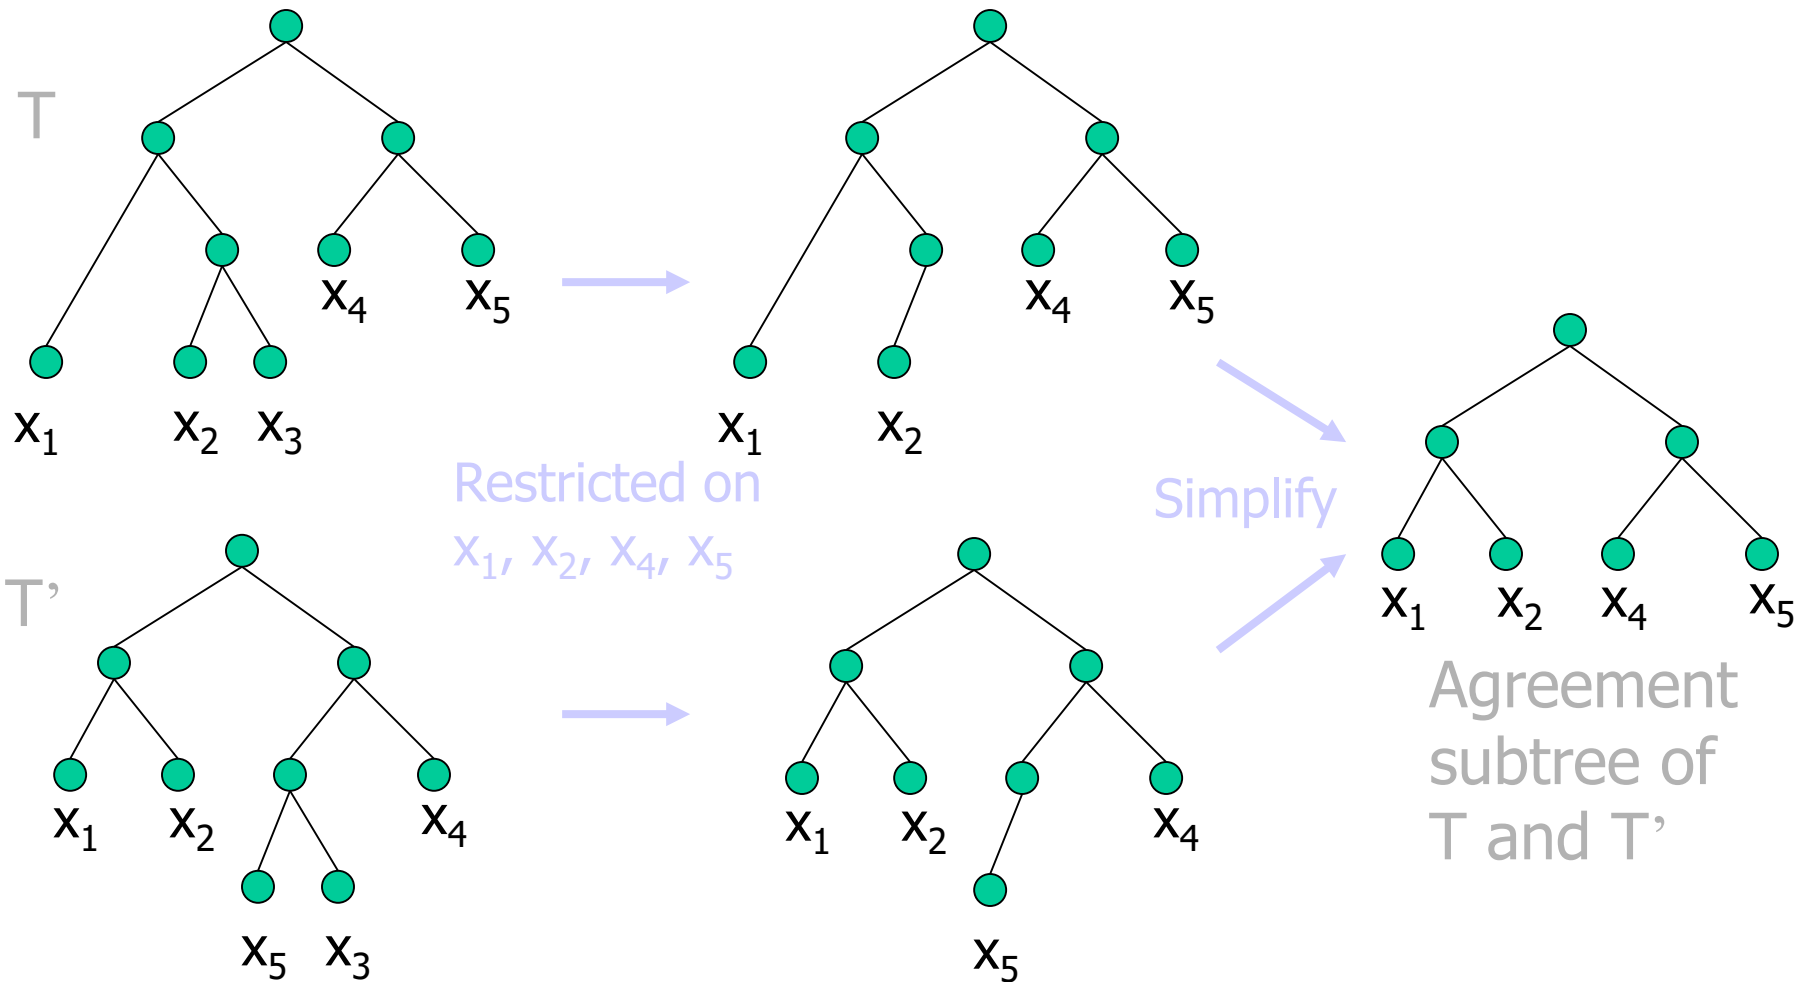 T
x₄ x₅
x₁ x₂ x₃
x₄ x₅
x₁ x₂
Restricted on
x₁, x₂, x₄, x₅
Simplify
T’
x₁ x₂ x₄
x₅ x₃
x₁ x₂ x₄
x₅
x₁ x₂ x₄ x₅
Agreement
subtree of
T and T’